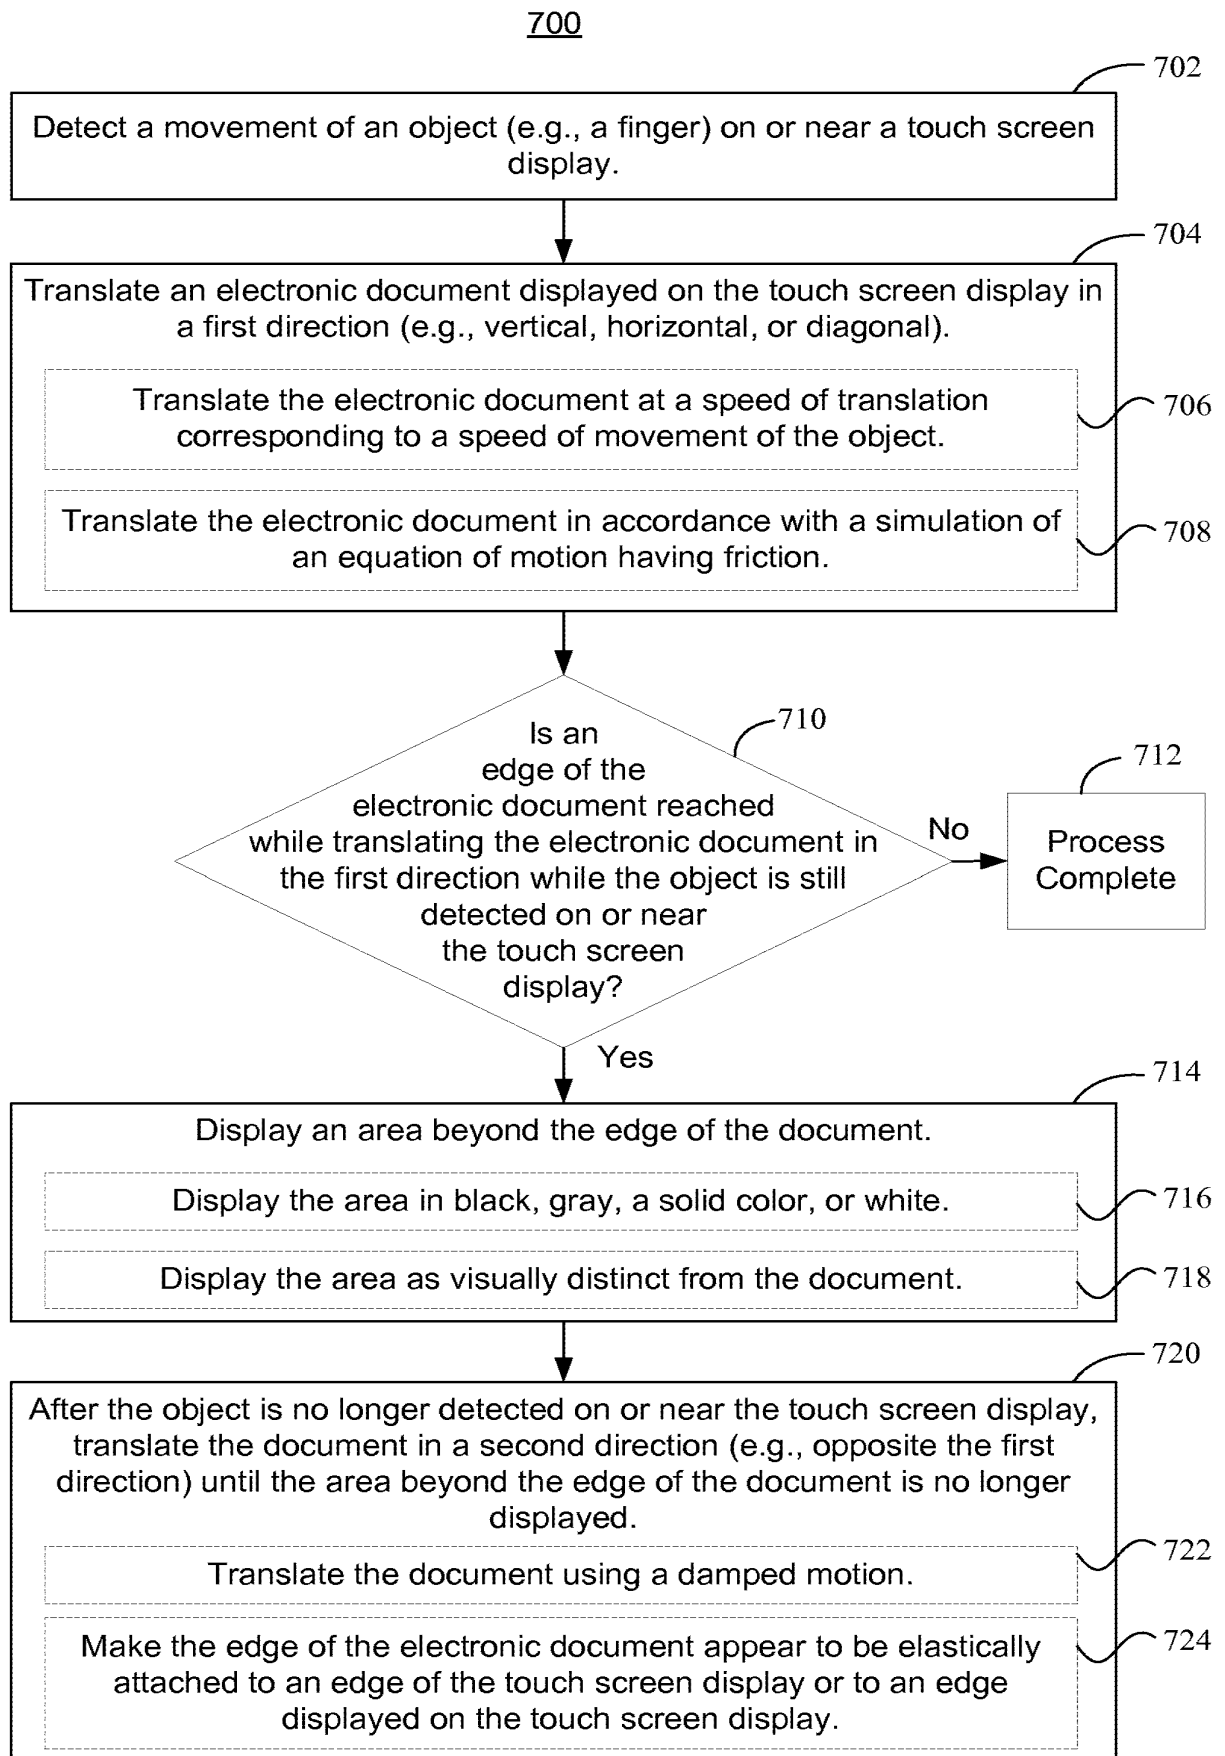 700
702
Detect a movement of an object (e.g., a finger) on or near a touch screen
display.
704
Translate an electronic document displayed on the touch screen display in
a first direction (e.g., vertical, horizontal, or diagonal).
Translate the electronic document at a speed of translation
corresponding to a speed of movement of the object.
706
Translate the electronic document in accordance with a simulation of
an equation of motion having friction.
708
710
Is an
edge of the
electronic document reached
while translating the electronic document in
the first direction while the object is still
detected on or near
the touch screen
display?
No
712
Process
Complete
Yes
714
Display an area beyond the edge of the document.
Display the area in black, gray, a solid color, or white.
716
Display the area as visually distinct from the document.
718
720
After the object is no longer detected on or near the touch screen display,
translate the document in a second direction (e.g., opposite the first
direction) until the area beyond the edge of the document is no longer
displayed.
Translate the document using a damped motion.
722
Make the edge of the electronic document appear to be elastically
attached to an edge of the touch screen display or to an edge
displayed on the touch screen display.
724